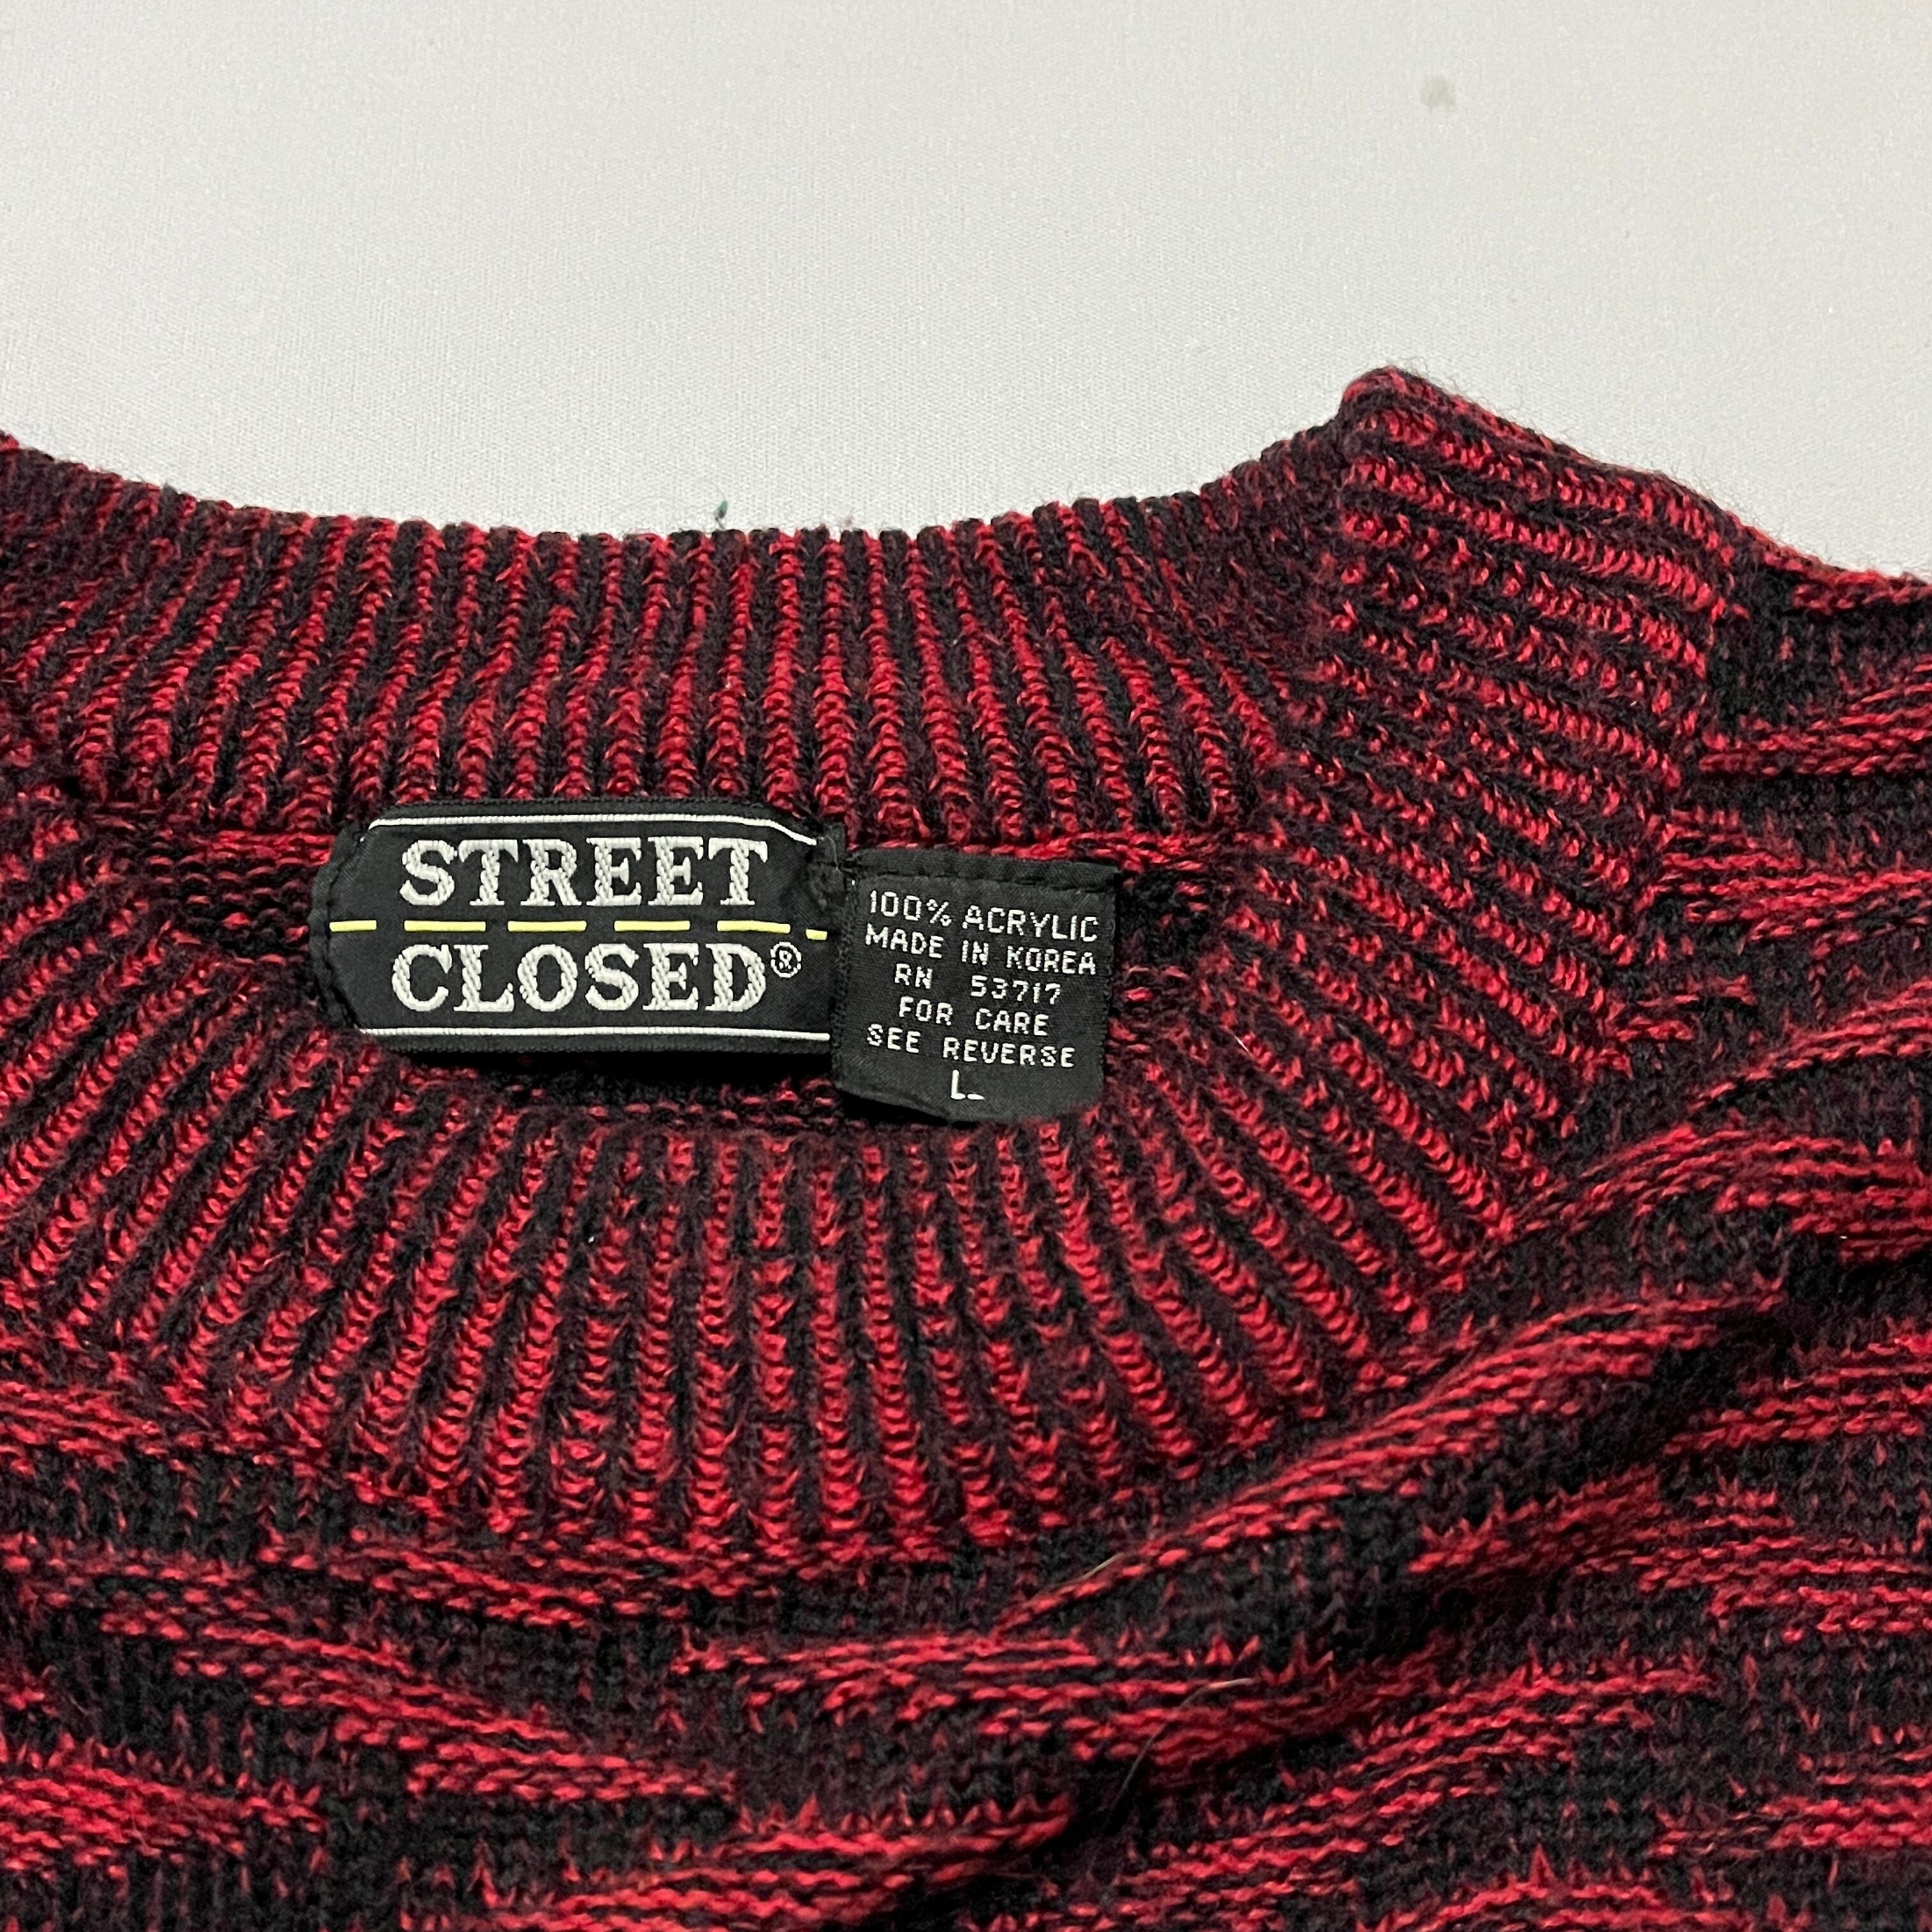 STREET
CLOSED®
100% ACRYLIC
MADE IN KOREA
RN 53717
FOR CARE
SEE REVERSE
L